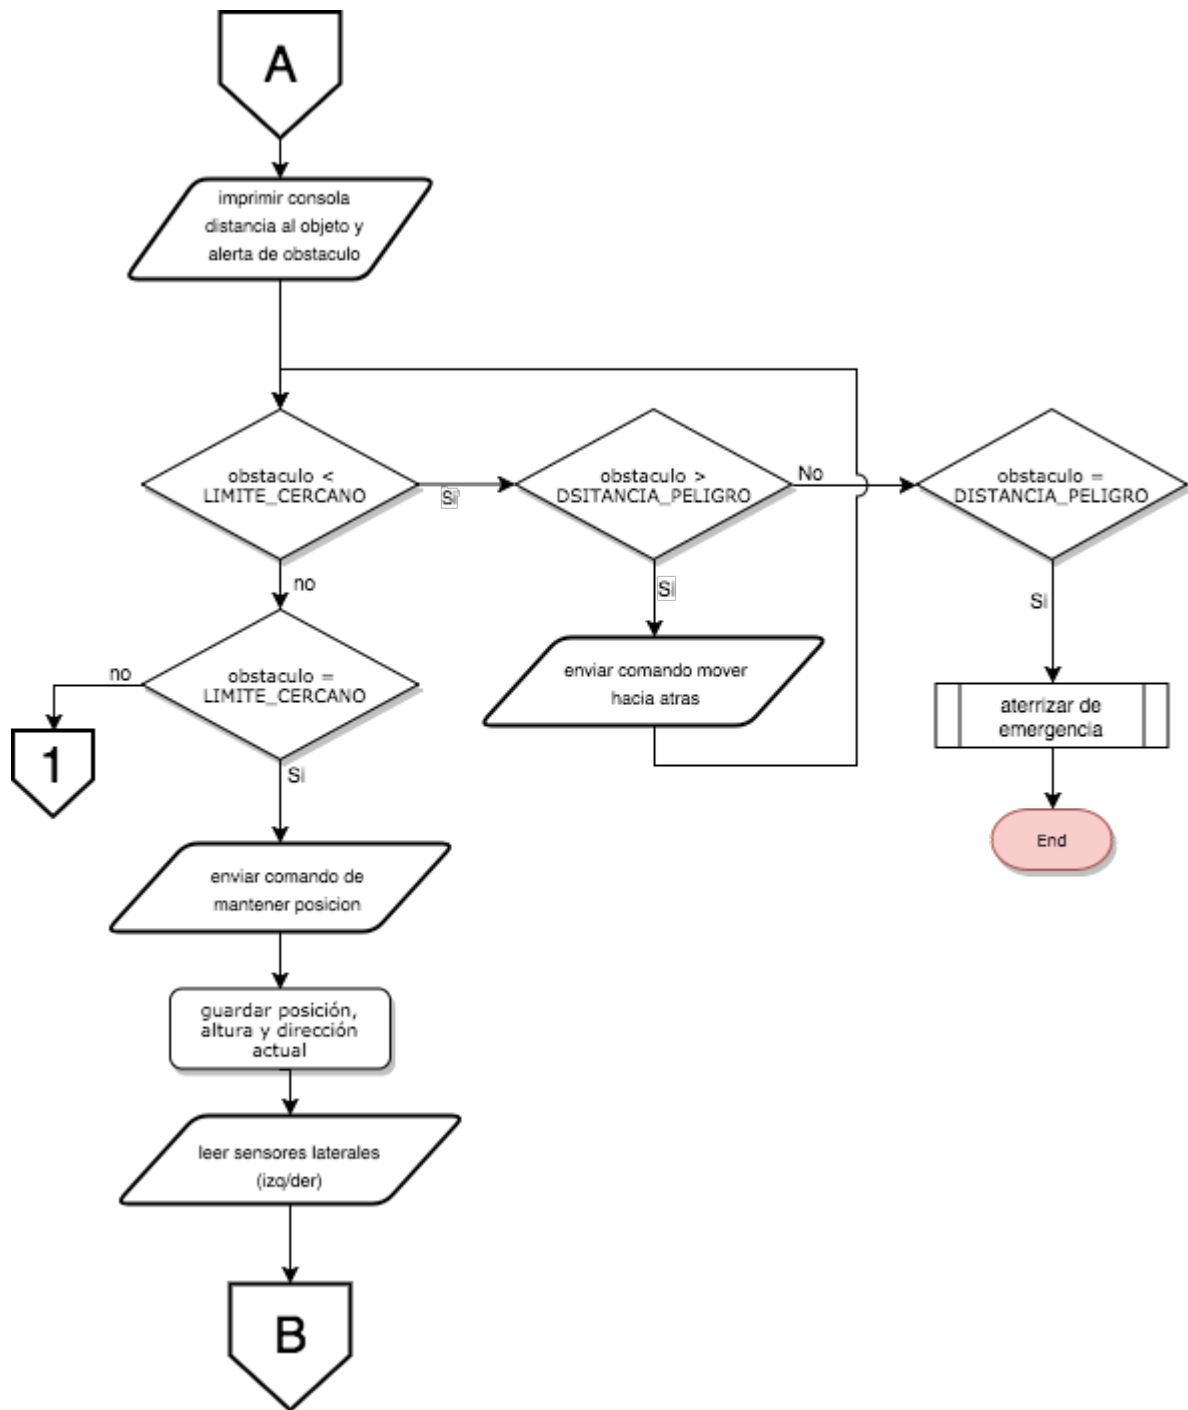 A
imprimir consola
distancia al objeto y
alerta de obstaculo
obstaculo <
LIMITE_CERCANO
Si
obstaculo >
DSITANCIA_PELIGRO
No
obstaculo =
DISTANCIA_PELIGRO
no
Si
Si
obstaculo =
LIMITE_CERCANO
no
1
enviar comando mover
hacia atras
aterrizar de
emergencia
Si
End
enviar comando de
mantener posicion
guardar posición,
altura y dirección
actual
leer sensores laterales
(izq/der)
B